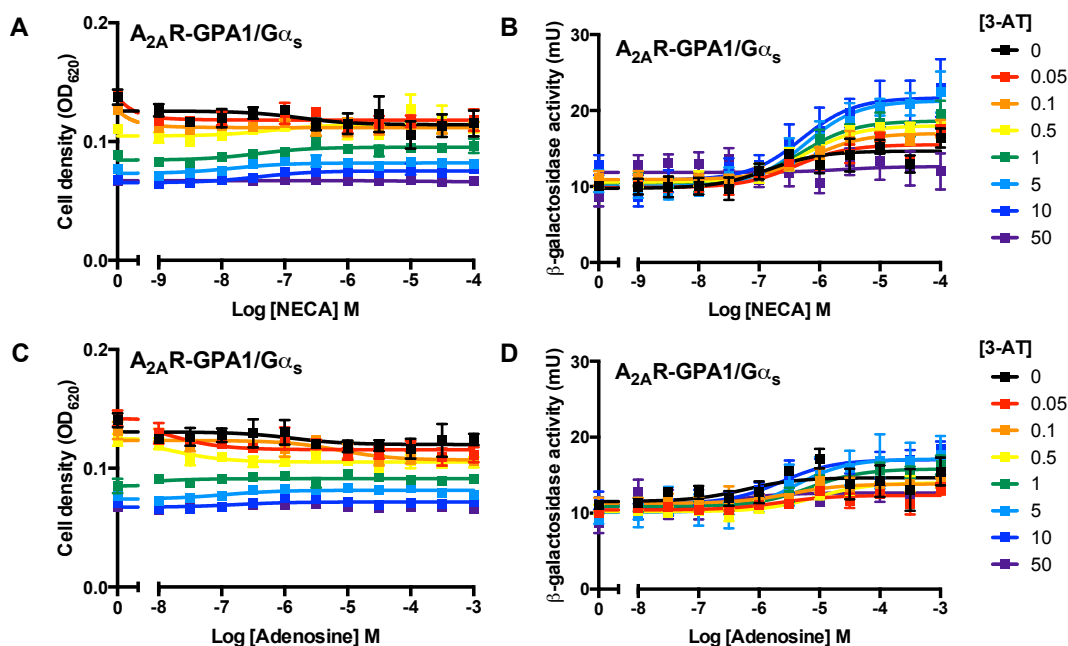 A
A2AR-GPA1/Gαs
Cell density (OD620)
0.2
0.1
0.0
0 -9 -8 -7 -6 -5 -4
Log [NECA] M
B
A2AR-GPA1/Gαs
β-galactosidase activity (mU)
30
20
10
0
0 -9 -8 -7 -6 -5 -4
Log [NECA] M
[3-AT]
0
0.05
0.1
0.5
1
5
10
50
C
A2AR-GPA1/Gαs
Cell density (OD620)
0.2
0.1
0.0
0 -8 -7 -6 -5 -4 -3
Log [Adenosine] M
D
A2AR-GPA1/Gαs
β-galactosidase activity (mU)
30
20
10
0
0 -8 -7 -6 -5 -4 -3
Log [Adenosine] M
[3-AT]
0
0.05
0.1
0.5
1
5
10
50